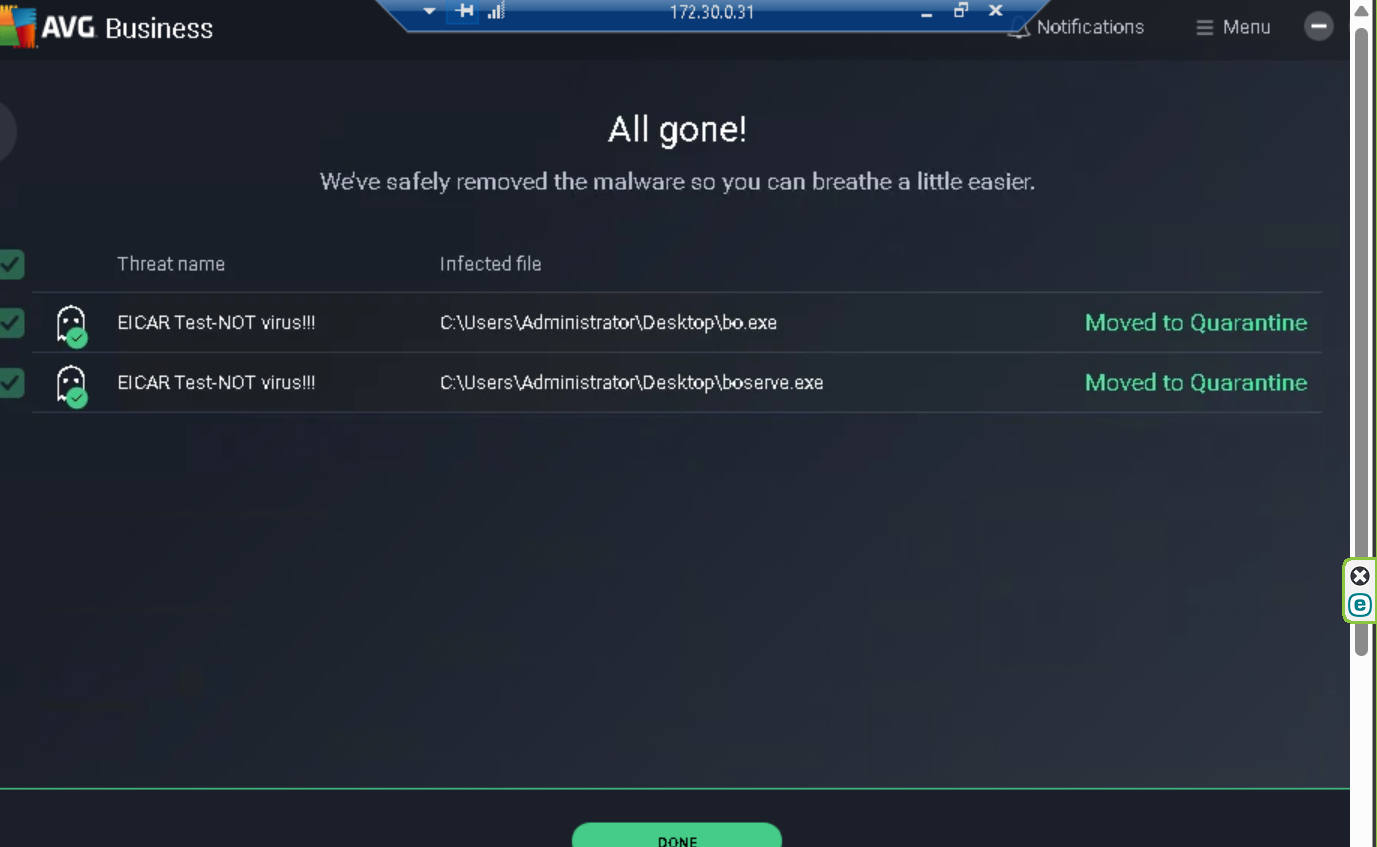 AVG Business
172.30.0.31
Notifications
Menu
All gone!
We've safely removed the malware so you can breathe a little easier.
Threat name Infected file
EICAR Test-NOT virus!!! C:\Users\Administrator\Desktop\bo.exe Moved to Quarantine
EICAR Test-NOT virus!!! C:\Users\Administrator\Desktop\boserve.exe Moved to Quarantine
e
DONE